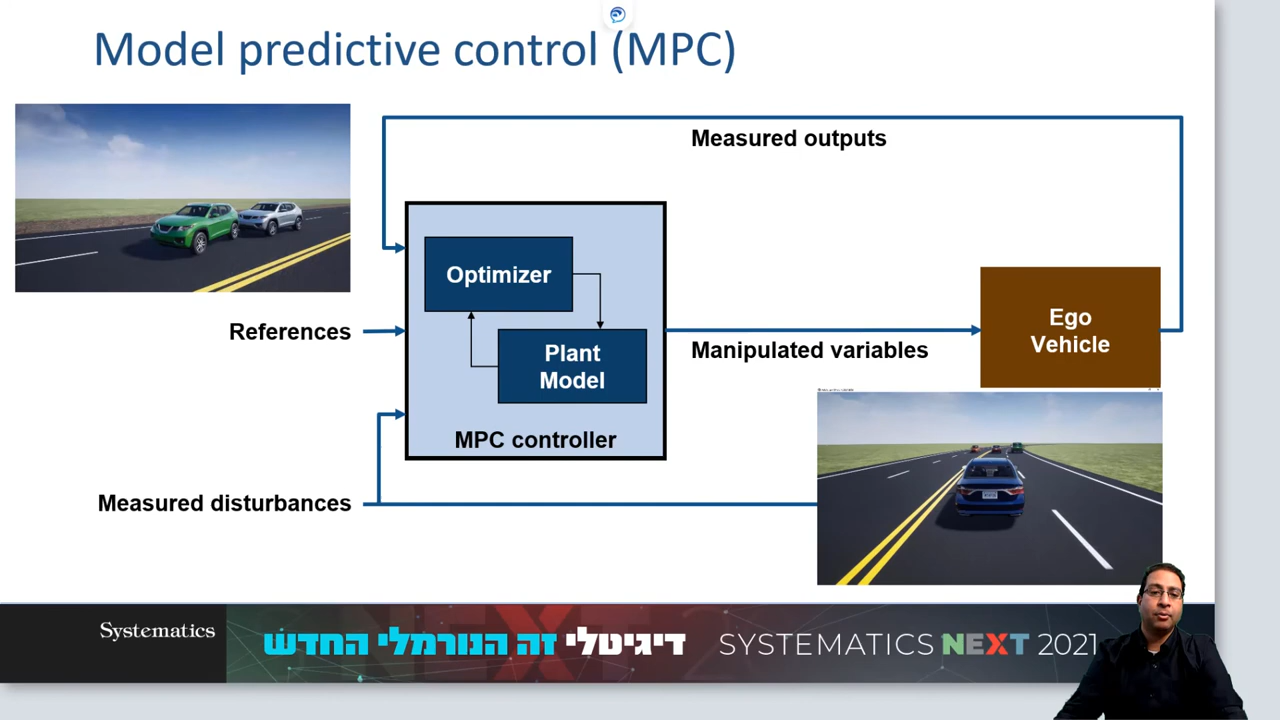 Model predictive control (MPC)
Measured outputs
Optimizer
References
Plant
Model
Manipulated variables
Ego
Vehicle
MPC controller
Measured disturbances
Systematics
דיגיטלי זה הנורמלי החדש
SYSTEMATICS NEXT 2021